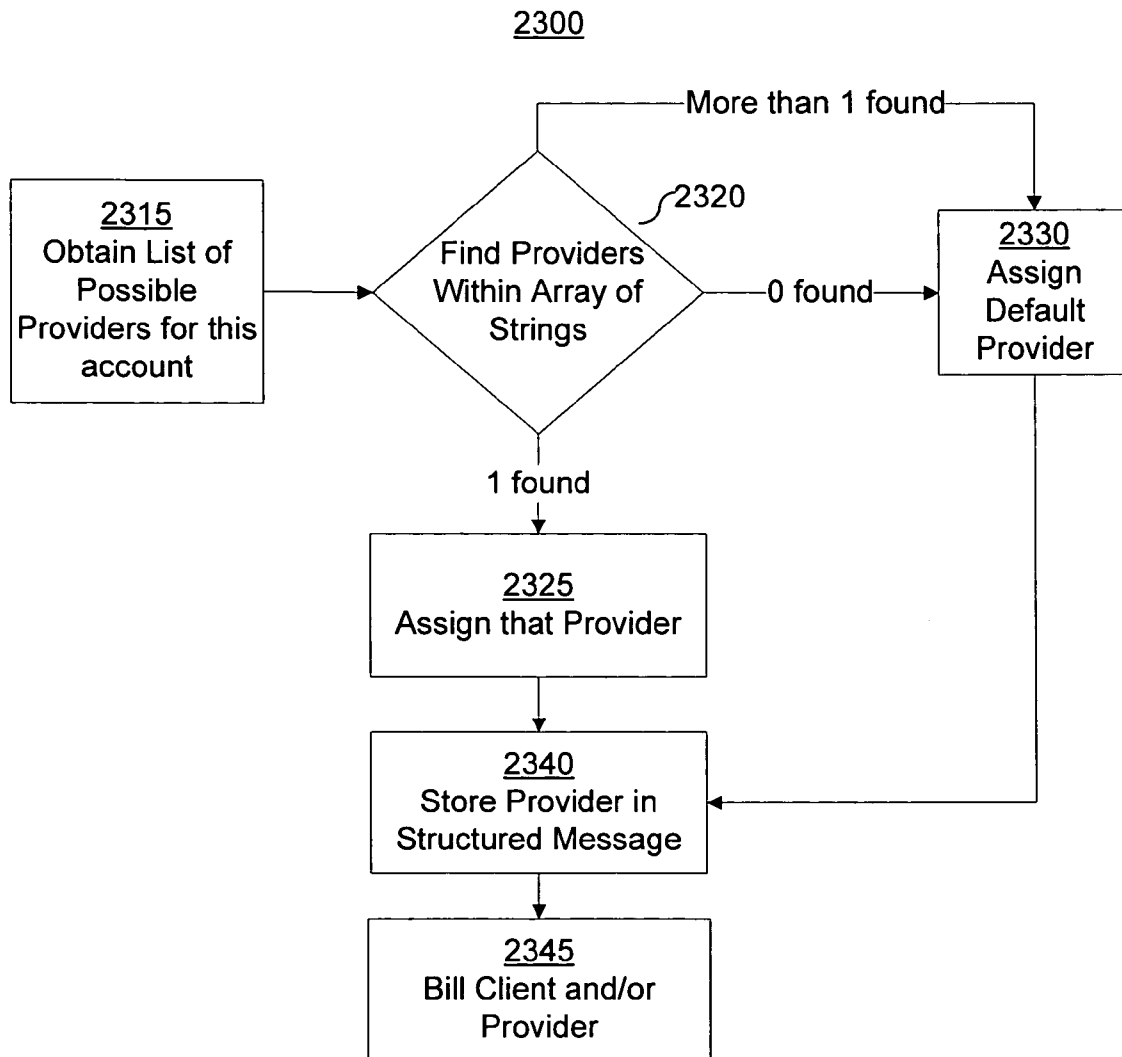 2300
More than 1 found
2315
Obtain List of
Possible
Providers for this
account
2320
Find Providers
Within Array of
Strings
0 found
2330
Assign
Default
Provider
1 found
2325
Assign that Provider
2340
Store Provider in
Structured Message
2345
Bill Client and/or
Provider